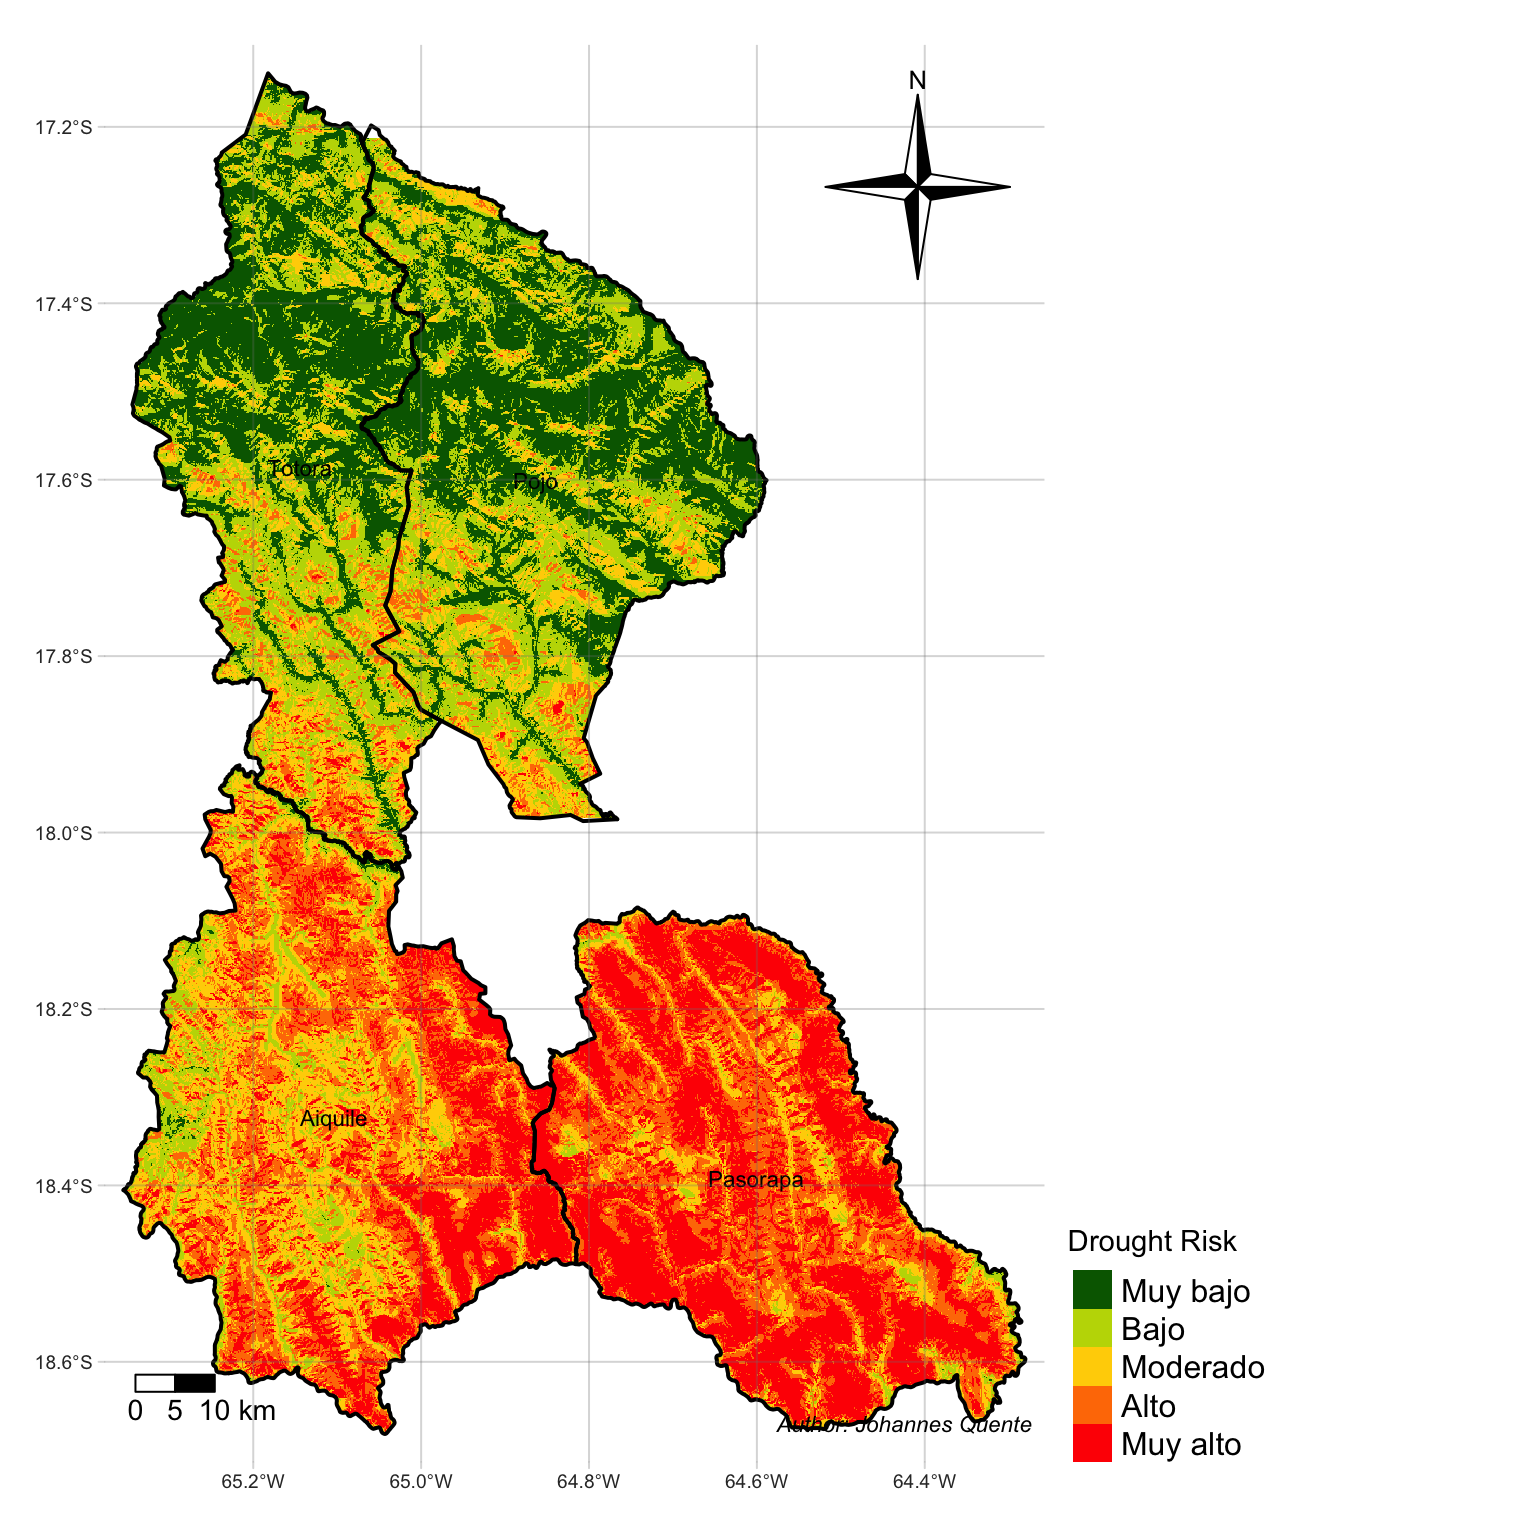 N
17.2°S
17.4°S
17.6°S
17.8°S
18.0°S
18.2°S
18.4°S
18.6°S
Totora
Pojo
Aiquile
Pasorapa
Drought Risk
Muy bajo
Bajo
Moderado
Alto
Muy alto
0 5 10 km
Author: Johannes Quente
65.2°W 65.0°W 64.8°W 64.6°W 64.4°W